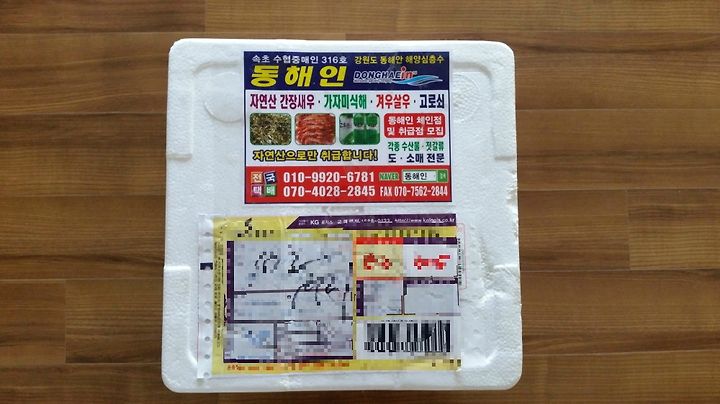 속초 수협중매인 316호 강원도 동해안 해양심층수
동해인 DONGHAEin
자연산 간장새우 · 가자미식해 · 겨우살우 · 고로쇠
동해인 체인점
및 취급점 모집
자연산으로만 취급합니다!
각종 수산물 · 젓갈류
도 · 소매 전문
전국 010-9920-6781 NAVER 동해인
택배 070-4028-2845 FAX 070-7562-2844
KG